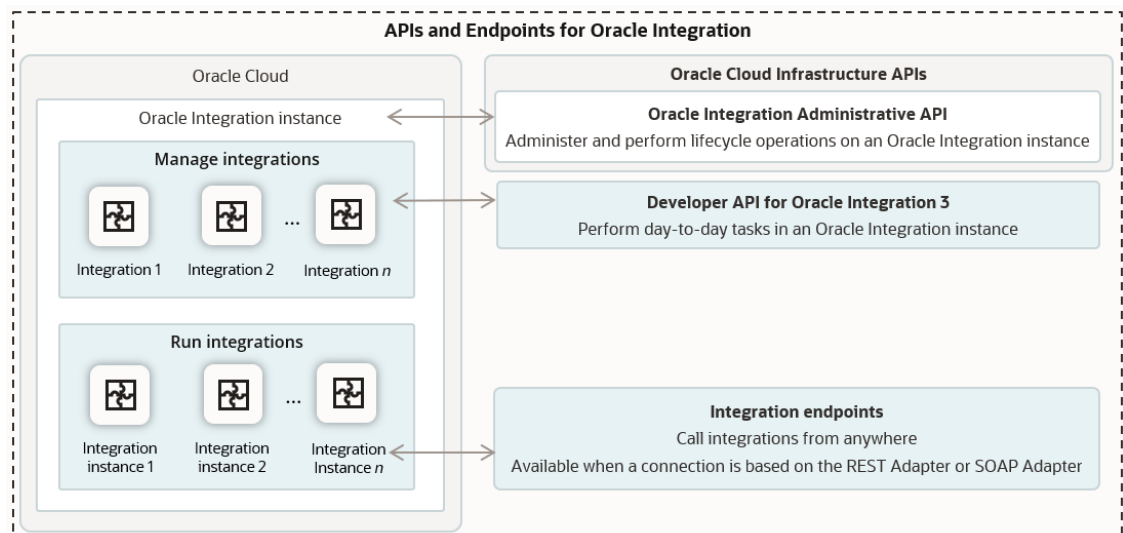 APIs and Endpoints for Oracle Integration
Oracle Cloud
Oracle Integration instance
Manage integrations
...
Integration 1
Integration 2
Integration n
Run integrations
...
Integration
instance 1
Integration
instance 2
Integration
Instance n
Oracle Cloud Infrastructure APIs
Oracle Integration Administrative API
Administer and perform lifecycle operations on an Oracle Integration instance
Developer API for Oracle Integration 3
Perform day-to-day tasks in an Oracle Integration instance
Integration endpoints
Call integrations from anywhere
Available when a connection is based on the REST Adapter or SOAP Adapter